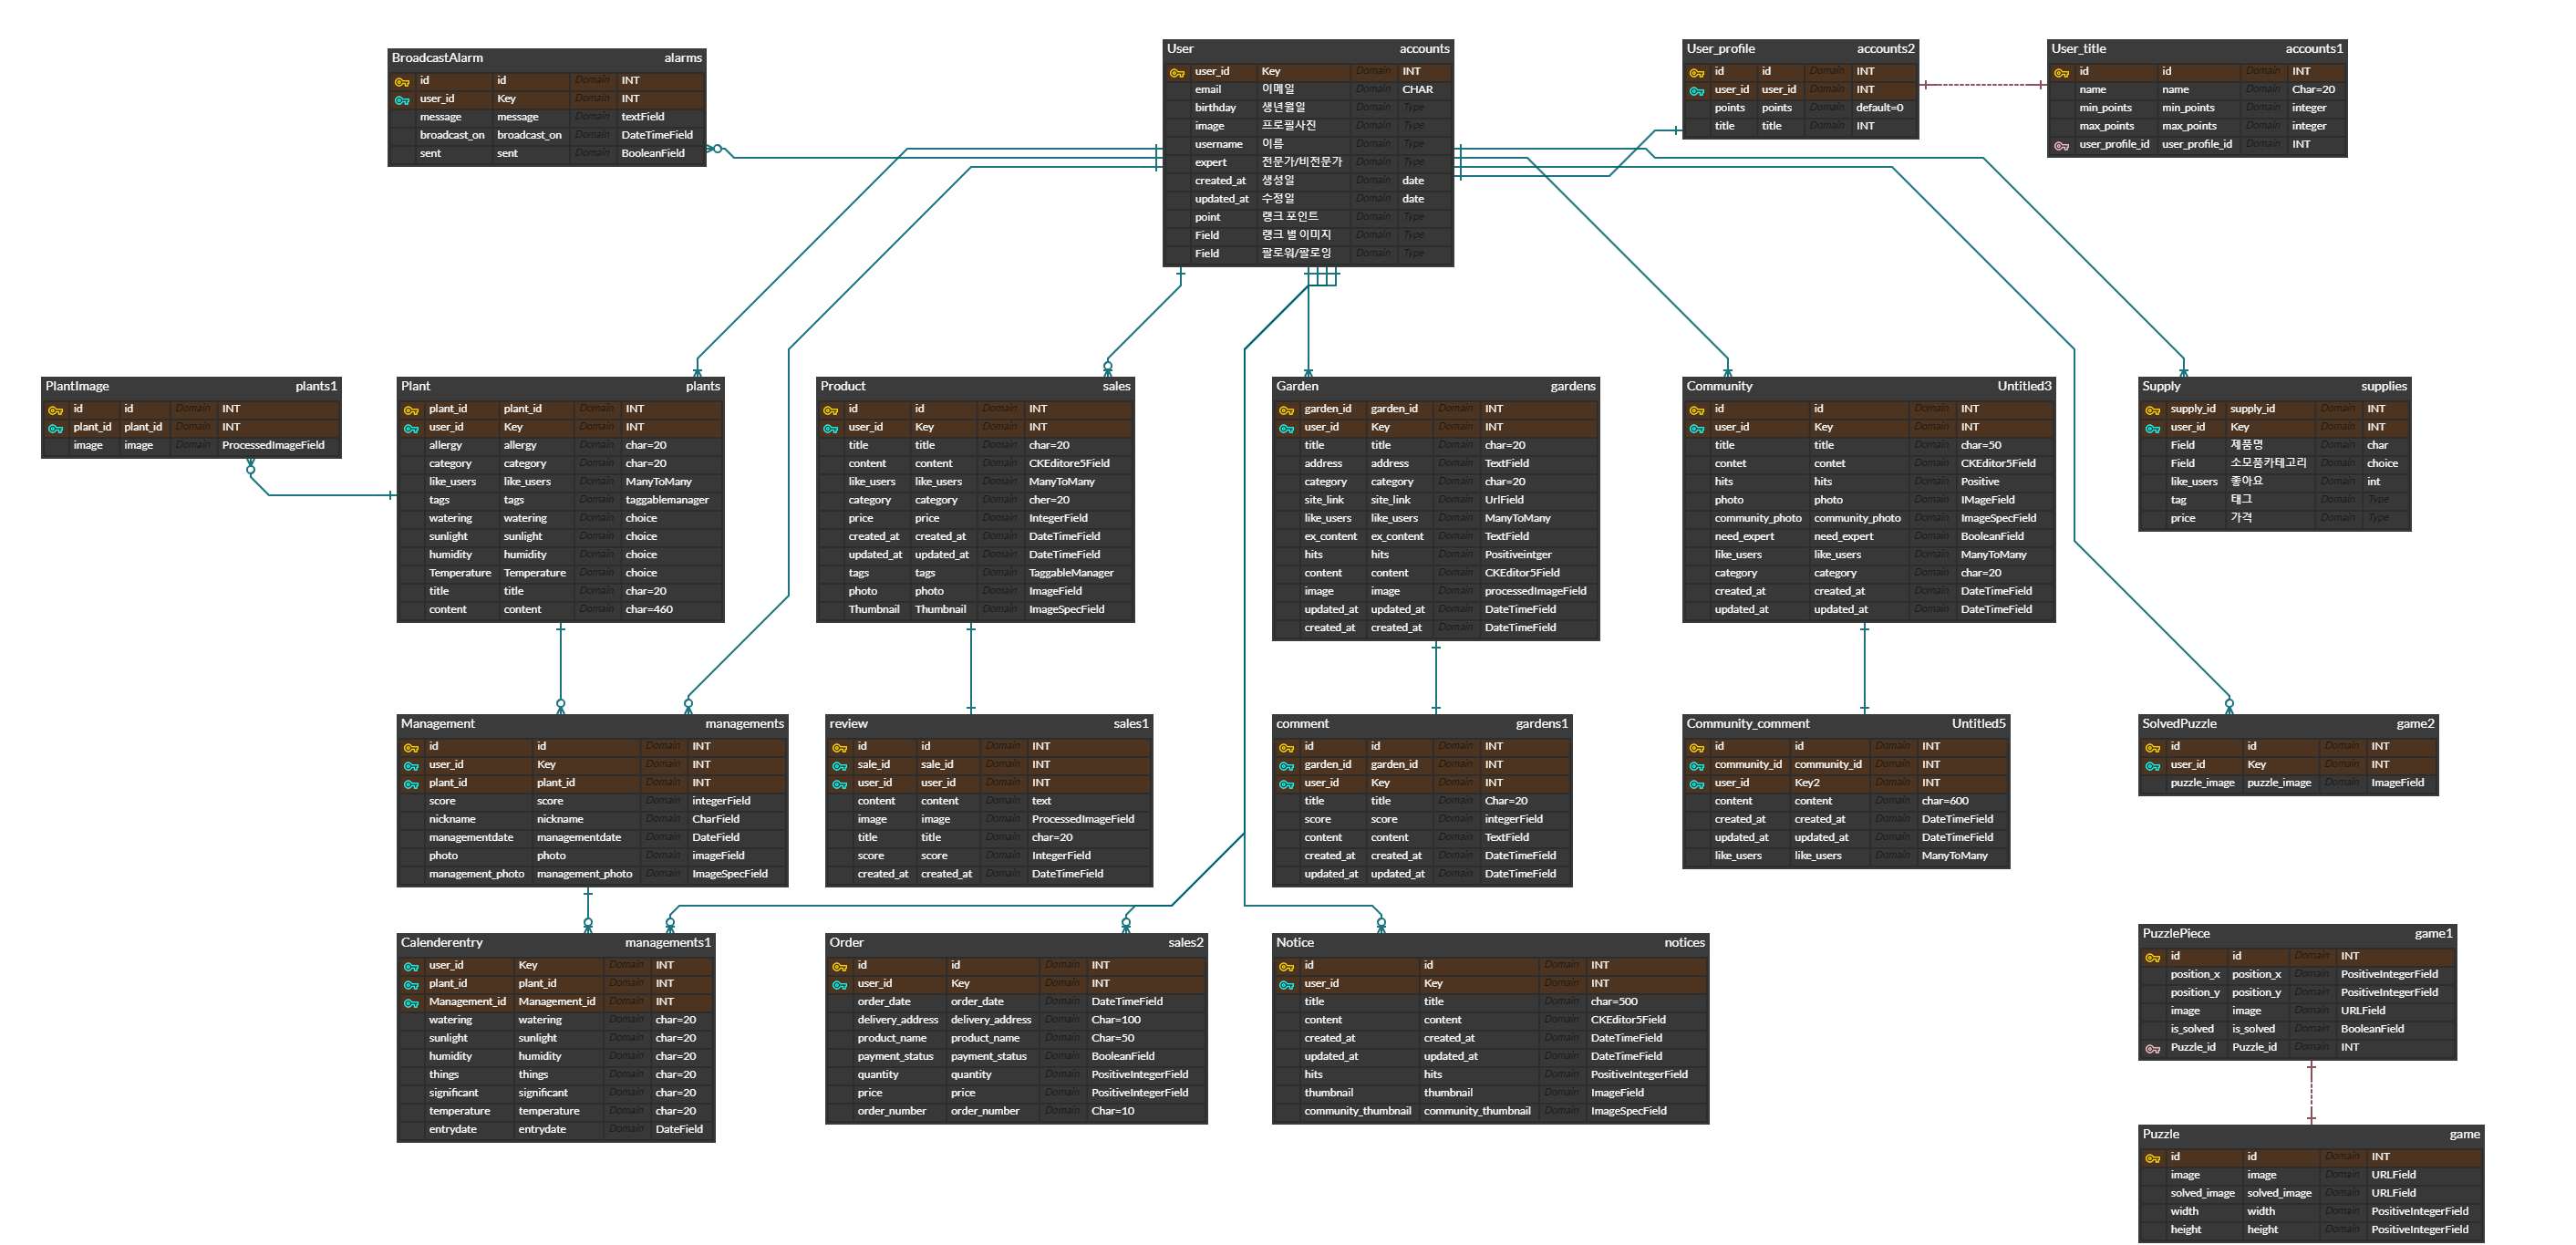 BroadcastAlarm alarms
id id Domain INT
user_id Key Domain INT
message message Domain textField
broadcast_on broadcast_on Domain DateTimeField
sent sent Domain BooleanField
User accounts
user_id Key Domain INT
email 이메일 Domain CHAR
birthday 생년월일 Domain Type
image 프로필사진 Domain Type
username 이름 Domain Type
expert 전문가/비전문가 Domain Type
created_at 생성일 Domain date
updated_at 수정일 Domain date
point 랭크 포인트 Domain Type
Field 랭크 별 이미지 Domain Type
Field 팔로워/팔로잉 Domain Type
User_profile accounts2
id id Domain INT
user_id user_id Domain INT
points points Domain default=0
title title Domain INT
User_title accounts1
id id Domain INT
name name Domain Char=20
min_points min_points Domain integer
max_points max_points Domain integer
user_profile_id user_profile_id Domain INT
PlantImage plants1
id id Domain INT
plant_id plant_id Domain INT
image image Domain ProcessedImageField
Plant plants
plant_id plant_id Domain INT
user_id Key Domain INT
allergy allergy Domain char=20
category category Domain char=20
like_users like_users Domain ManyToMany
tags tags Domain taggablemanager
watering watering Domain choice
sunlight sunlight Domain choice
humidity humidity Domain choice
Temperature Temperature Domain choice
title title Domain char=20
content content Domain char=460
Product sales
id id Domain INT
user_id Key Domain INT
title title Domain char=20
content content Domain CKEditore5Field
like_users like_users Domain ManyToMany
category category Domain cher=20
price price Domain IntegerField
created_at created_at Domain DateTimeField
updated_at updated_at Domain DateTimeField
tags tags Domain TaggableManager
photo photo Domain ImageField
Thumbnail Thumbnail Domain ImageSpecField
Garden gardens
garden_id garden_id Domain INT
user_id Key Domain INT
title title Domain char=20
address address Domain TextField
category category Domain char=20
site_link site_link Domain UrlField
like_users like_users Domain ManyToMany
ex_content ex_content Domain TextField
hits hits Domain Positiveintger
content content Domain CKEditor5Field
image image Domain processedImageField
updated_at updated_at Domain DateTimeField
created_at created_at Domain DateTimeField
Community Untitled3
id id Domain INT
user_id Key Domain INT
title title Domain char=50
contet contet Domain CKEditor5Field
hits hits Domain Positive
photo photo Domain IMageField
community_photo community_photo Domain ImageSpecField
need_expert need_expert Domain BooleanField
like_users like_users Domain ManyToMany
category category Domain char=20
created_at created_at Domain DateTimeField
updated_at updated_at Domain DateTimeField
Supply supplies
supply_id supply_id Domain INT
user_id Key Domain INT
Field 제품명 Domain char
Field 소모품카테고리 Domain choice
like_users 좋아요 Domain int
tag 태그 Domain Type
price 가격 Domain Type
Management managements
id id Domain INT
user_id Key Domain INT
plant_id plant_id Domain INT
score score Domain integerField
nickname nickname Domain CharField
managementdate managementdate Domain DateField
photo photo Domain imageField
management_photo management_photo Domain ImageSpecField
review sales1
id id Domain INT
sale_id sale_id Domain INT
user_id user_id Domain INT
content content Domain text
image image Domain ProcessedImageField
title title Domain char=20
score score Domain IntegerField
created_at created_at Domain DateTimeField
comment gardens1
id id Domain INT
garden_id garden_id Domain INT
user_id Key Domain INT
title title Domain Char=20
score score Domain integerField
content content Domain TextField
created_at created_at Domain DateTimeField
updated_at updated_at Domain DateTimeField
Community_comment Untitled5
id id Domain INT
community_id community_id Domain INT
user_id Key2 Domain INT
content content Domain char=600
created_at created_at Domain DateTimeField
updated_at updated_at Domain DateTimeField
like_users like_users Domain ManyToMany
SolvedPuzzle game2
id id Domain INT
user_id Key Domain INT
puzzle_image puzzle_image Domain ImageField
Calenderentry managements1
user_id Key Domain INT
plant_id plant_id Domain INT
Management_id Management_id Domain INT
watering watering Domain char=20
sunlight sunlight Domain char=20
humidity humidity Domain char=20
things things Domain char=20
significant significant Domain char=20
temperature temperature Domain char=20
entrydate entrydate Domain DateField
Order sales2
id id Domain INT
user_id Key Domain INT
order_date order_date Domain DateTimeField
delivery_address delivery_address Domain Char=100
product_name product_name Domain Char=50
payment_status payment_status Domain BooleanField
quantity quantity Domain PositiveIntegerField
price price Domain PositiveIntegerField
order_number order_number Domain Char=10
Notice notices
id id Domain INT
user_id Key Domain INT
title title Domain char=500
content content Domain CKEditor5Field
created_at created_at Domain DateTimeField
updated_at updated_at Domain DateTimeField
hits hits Domain PositiveIntegerField
thumbnail thumbnail Domain ImageField
community_thumbnail community_thumbnail Domain ImageSpecField
PuzzlePiece game1
id id Domain INT
position_x position_x Domain PositiveIntegerField
position_y position_y Domain PositiveIntegerField
image image Domain URLField
is_solved is_solved Domain BooleanField
Puzzle_id Puzzle_id Domain INT
Puzzle game
id id Domain INT
image image Domain URLField
solved_image solved_image Domain URLField
width width Domain PositiveIntegerField
height height Domain PositiveIntegerField